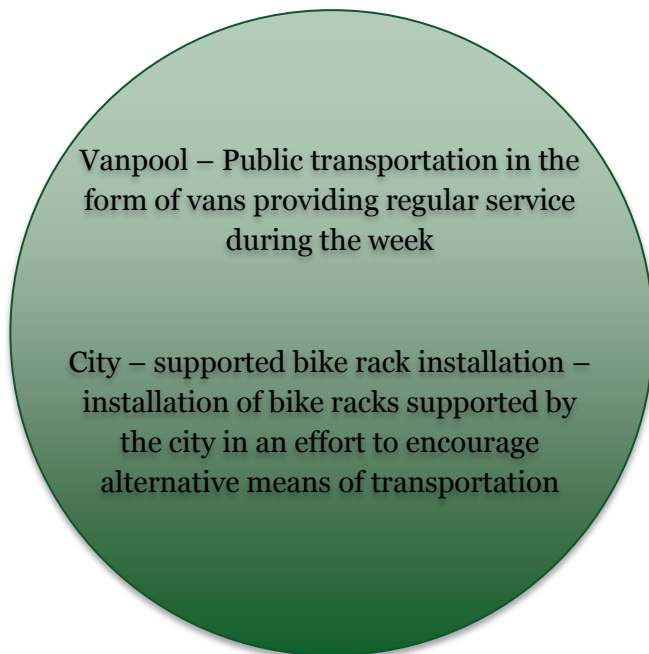 Vanpool – Public transportation in the
form of vans providing regular service
during the week
City – supported bike rack installation –
installation of bike racks supported by
the city in an effort to encourage
alternative means of transportation